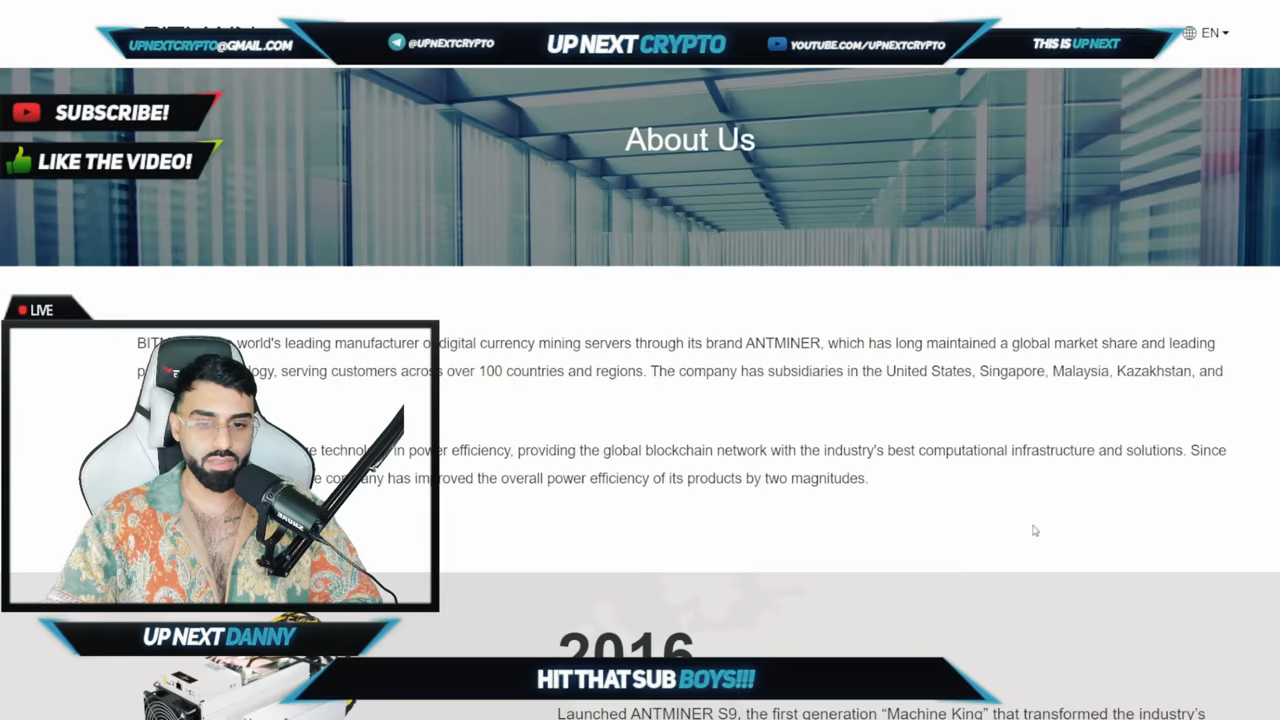 UPNEXTCRYPTO@GMAIL.COM
@UPNEXTCRYPTO
UP NEXT CRYPTO
YOUTUBE.COM/UPNEXTCRYPTO
THIS IS UP NEXT
EN
SUBSCRIBE!
LIKE THE VIDEO!
About Us
LIVE
world's leading manufacturer digital currency mining servers through its brand ANTMINER, which has long maintained a global market share and leading
serving customers across over 100 countries and regions. The company has subsidiaries in the United States, Singapore, Malaysia, Kazakhstan, and
in power efficiency, providing the global blockchain network with the industry's best computational infrastructure and solutions. Since
has improved the overall power efficiency of its products by two magnitudes.
UP NEXT DANNY
2016
HIT THAT SUB BOYS!!!
Launched ANTMINER S9, the first generation “Machine King” that transformed the industry’s